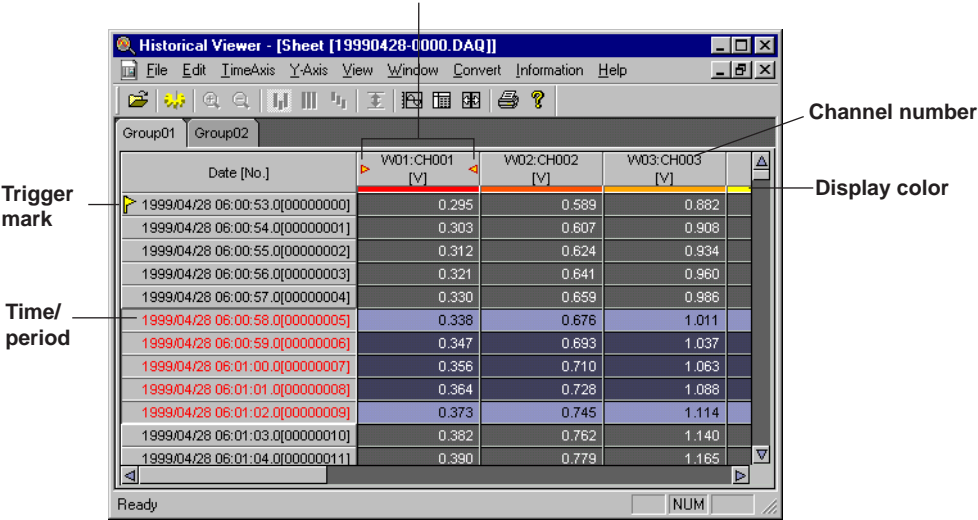 Historical Viewer - [Sheet [19990428-0000.DAQ]]
File Edit TimeAxis Y-Axis View Window Convert Information Help
Group01 Group02
Channel number
Date [No.] W01:CH001 [V] W02:CH002 [V] W03:CH003 [V]
Display color
Trigger mark
1999/04/28 06:00:53.0[00000000] 0.295 0.589 0.882
1999/04/28 06:00:54.0[00000001] 0.303 0.607 0.908
1999/04/28 06:00:55.0[00000002] 0.312 0.624 0.934
1999/04/28 06:00:56.0[00000003] 0.321 0.641 0.960
1999/04/28 06:00:57.0[00000004] 0.330 0.659 0.986
Time/ period
1999/04/28 06:00:58.0[00000005] 0.338 0.676 1.011
1999/04/28 06:00:59.0[00000006] 0.347 0.693 1.037
1999/04/28 06:01:00.0[00000007] 0.356 0.710 1.063
1999/04/28 06:01:01.0[00000008] 0.364 0.728 1.088
1999/04/28 06:01:02.0[00000009] 0.373 0.745 1.114
1999/04/28 06:01:03.0[00000010] 0.382 0.762 1.140
1999/04/28 06:01:04.0[00000011] 0.390 0.779 1.165
Ready NUM